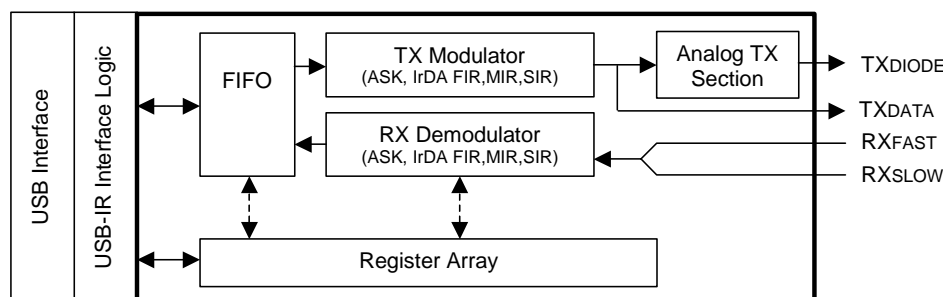 USB Interface
USB-IR Interface Logic
FIFO
TX Modulator
(ASK, IrDA FIR,MIR,SIR)
Analog TX
Section
TXDIODE
TXDATA
RX Demodulator
(ASK, IrDA FIR,MIR,SIR)
RXFAST
RXSLOW
Register Array